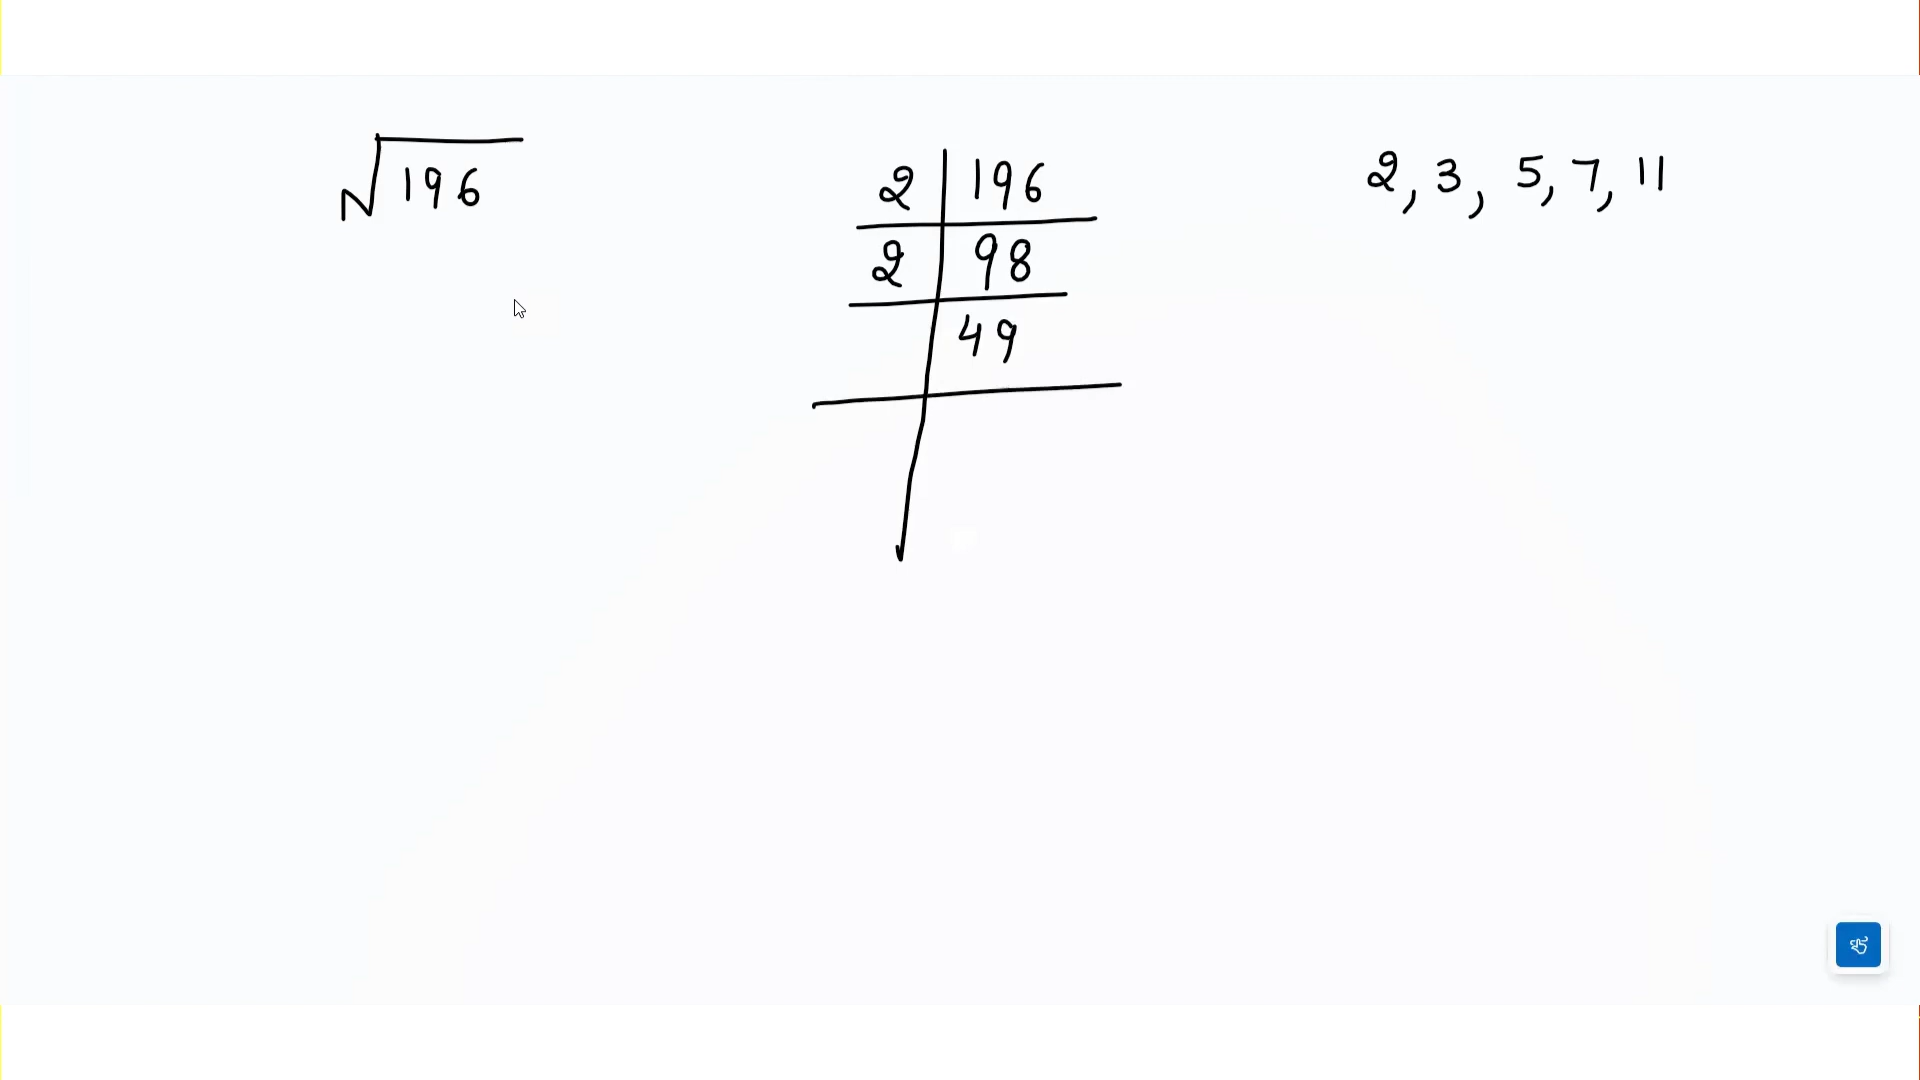 √196
2 | 196
2 | 98
49
2, 3, 5, 7, 11